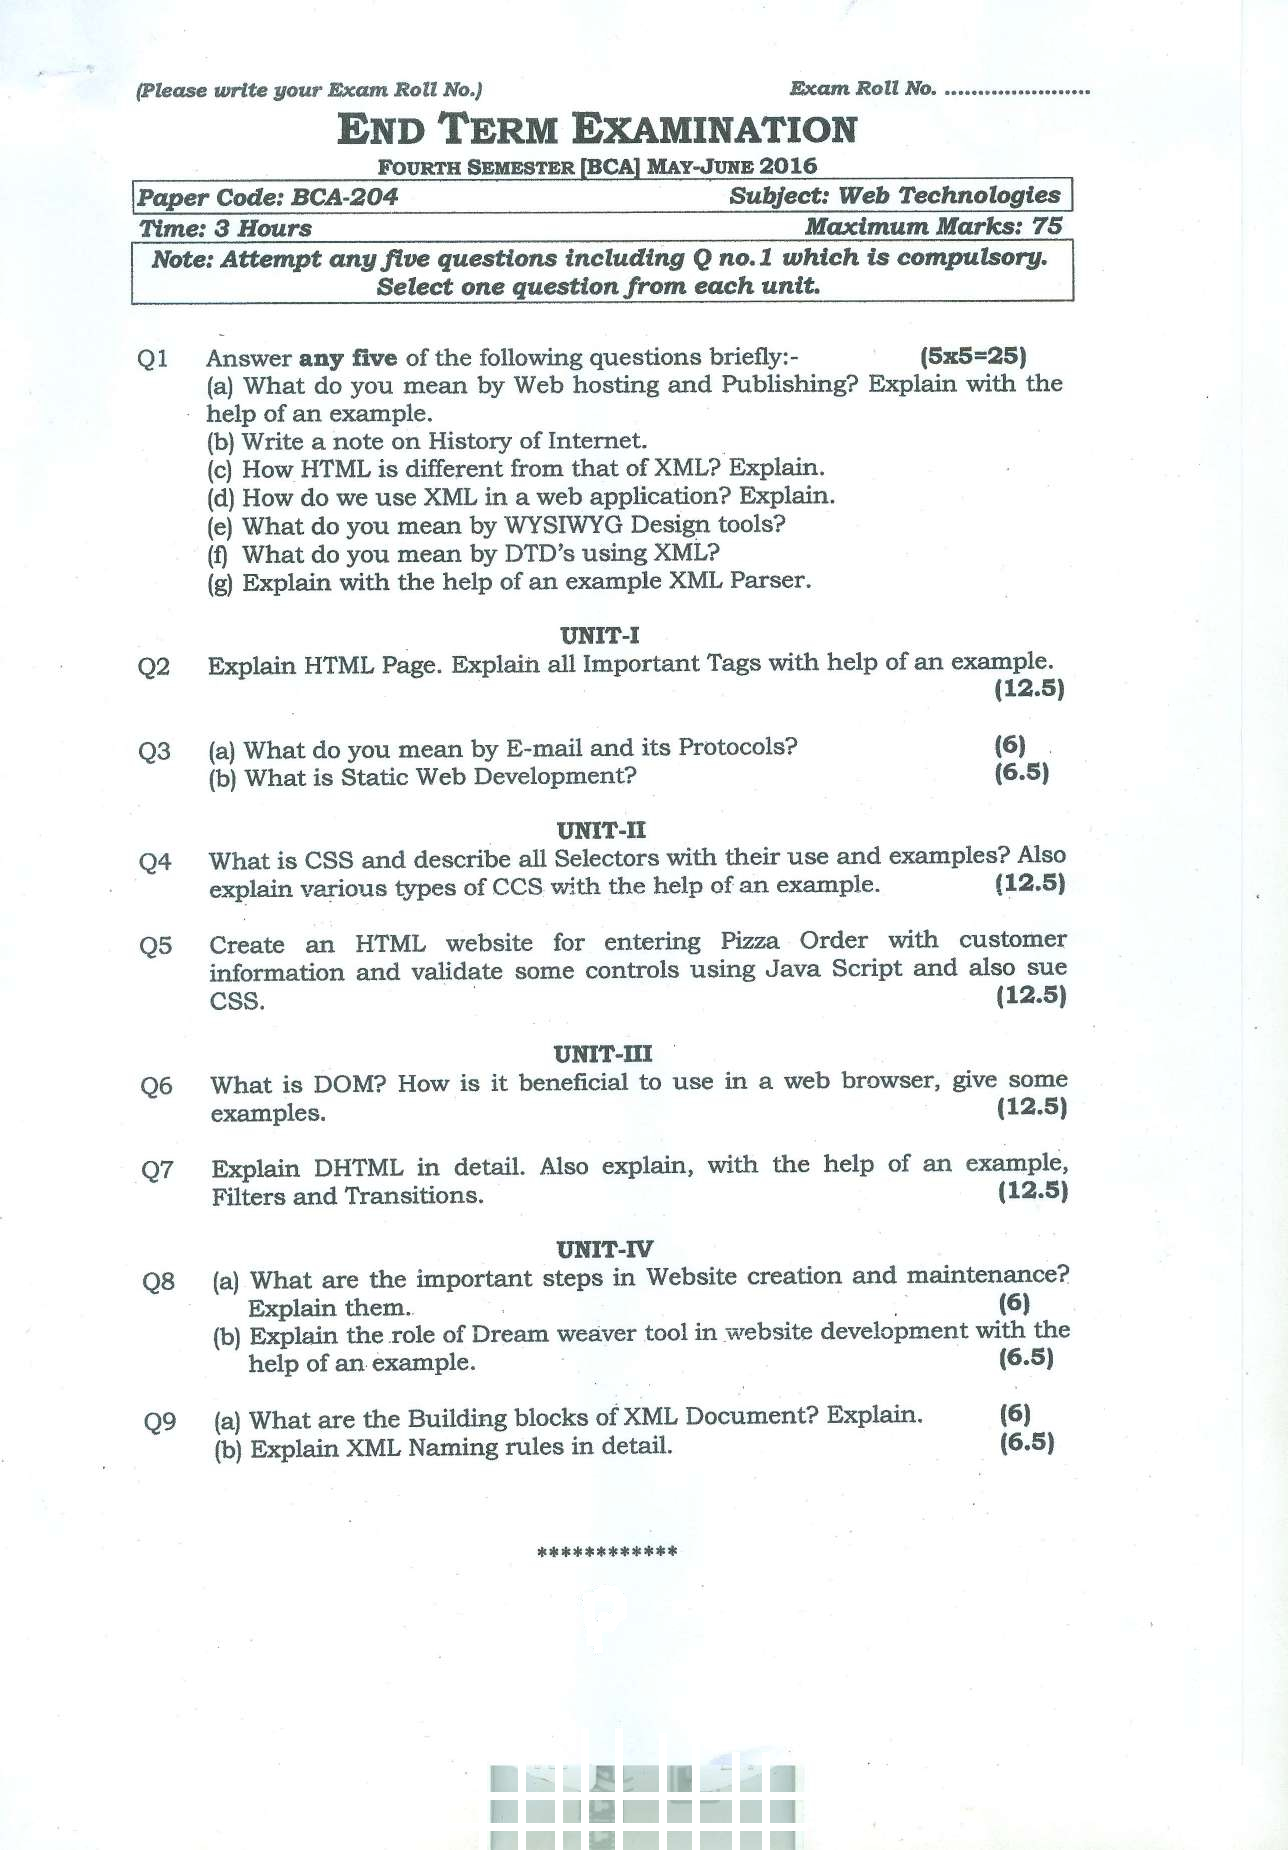 (Please write your Exam Roll No.) Exam Roll No. ......................
END TERM EXAMINATION
FOURTH SEMESTER [BCA] MAY-JUNE 2016
Paper Code: BCA-204 Subject: Web Technologies
Time: 3 Hours Maximum Marks: 75
Note: Attempt any five questions including Q no.1 which is compulsory.
Select one question from each unit.
Q1 Answer any five of the following questions briefly:- (5x5=25)
(a) What do you mean by Web hosting and Publishing? Explain with the
help of an example.
(b) Write a note on History of Internet.
(c) How HTML is different from that of XML? Explain.
(d) How do we use XML in a web application? Explain.
(e) What do you mean by WYSIWYG Design tools?
(f) What do you mean by DTD's using XML?
(g) Explain with the help of an example XML Parser.
UNIT-I
Q2 Explain HTML Page. Explain all Important Tags with help of an example.
(12.5)
Q3 (a) What do you mean by E-mail and its Protocols? (6)
(b) What is Static Web Development? (6.5)
UNIT-II
Q4 What is CSS and describe all Selectors with their use and examples? Also
explain various types of CCS with the help of an example. (12.5)
Q5 Create an HTML website for entering Pizza Order with customer
information and validate some controls using Java Script and also sue
CSS. (12.5)
UNIT-III
Q6 What is DOM? How is it beneficial to use in a web browser, give some
examples. (12.5)
Q7 Explain DHTML in detail. Also explain, with the help of an example,
Filters and Transitions. (12.5)
UNIT-IV
Q8 (a) What are the important steps in Website creation and maintenance?
Explain them. (6)
(b) Explain the role of Dream weaver tool in website development with the
help of an example. (6.5)
Q9 (a) What are the Building blocks of XML Document? Explain. (6)
(b) Explain XML Naming rules in detail. (6.5)
************